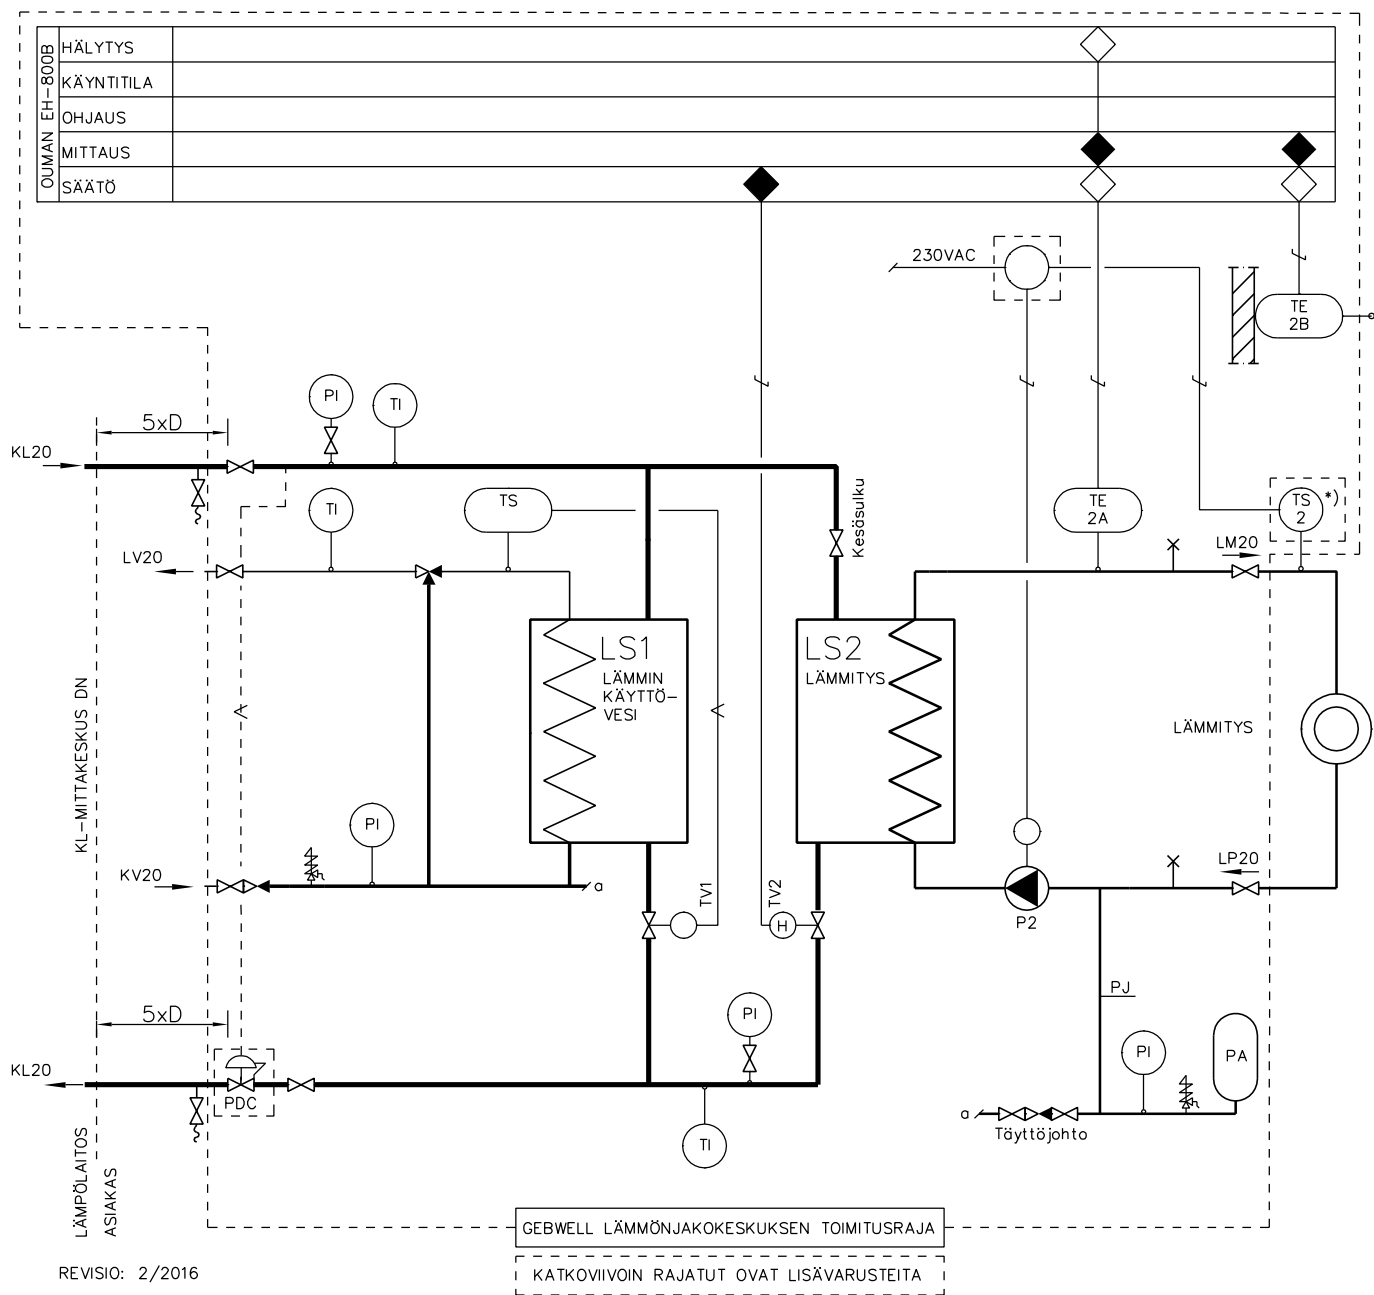 OUMAN EH-800B
HÄLYTYS
KÄYNTITILA
OHJAUS
MITTAUS
SÄÄTÖ
230VAC
TE
2B
PI
TI
5xD
KL20
TI
TS
Kesäsulku
TE
2A
TS
2
*)
LV20
LM20
LS1
LÄMMIN
KÄYTTÖ-
VESI
LS2
LÄMMITYS
KL-MITTAKESKUS DN
LÄMMITYS
PI
KV20
a
TV1
TV2
H
P2
LP20
5xD
PI
PJ
PI
PA
KL20
PDC
TI
a
Täyttöjohto
LÄMPÖLAITOS
ASIAKAS
GEBWELL LÄMMÖNJAKOKESKUKSEN TOIMITUSRAJA
REVISIO: 2/2016
KATKOVIIVOIN RAJATUT OVAT LISÄVARUSTEITA